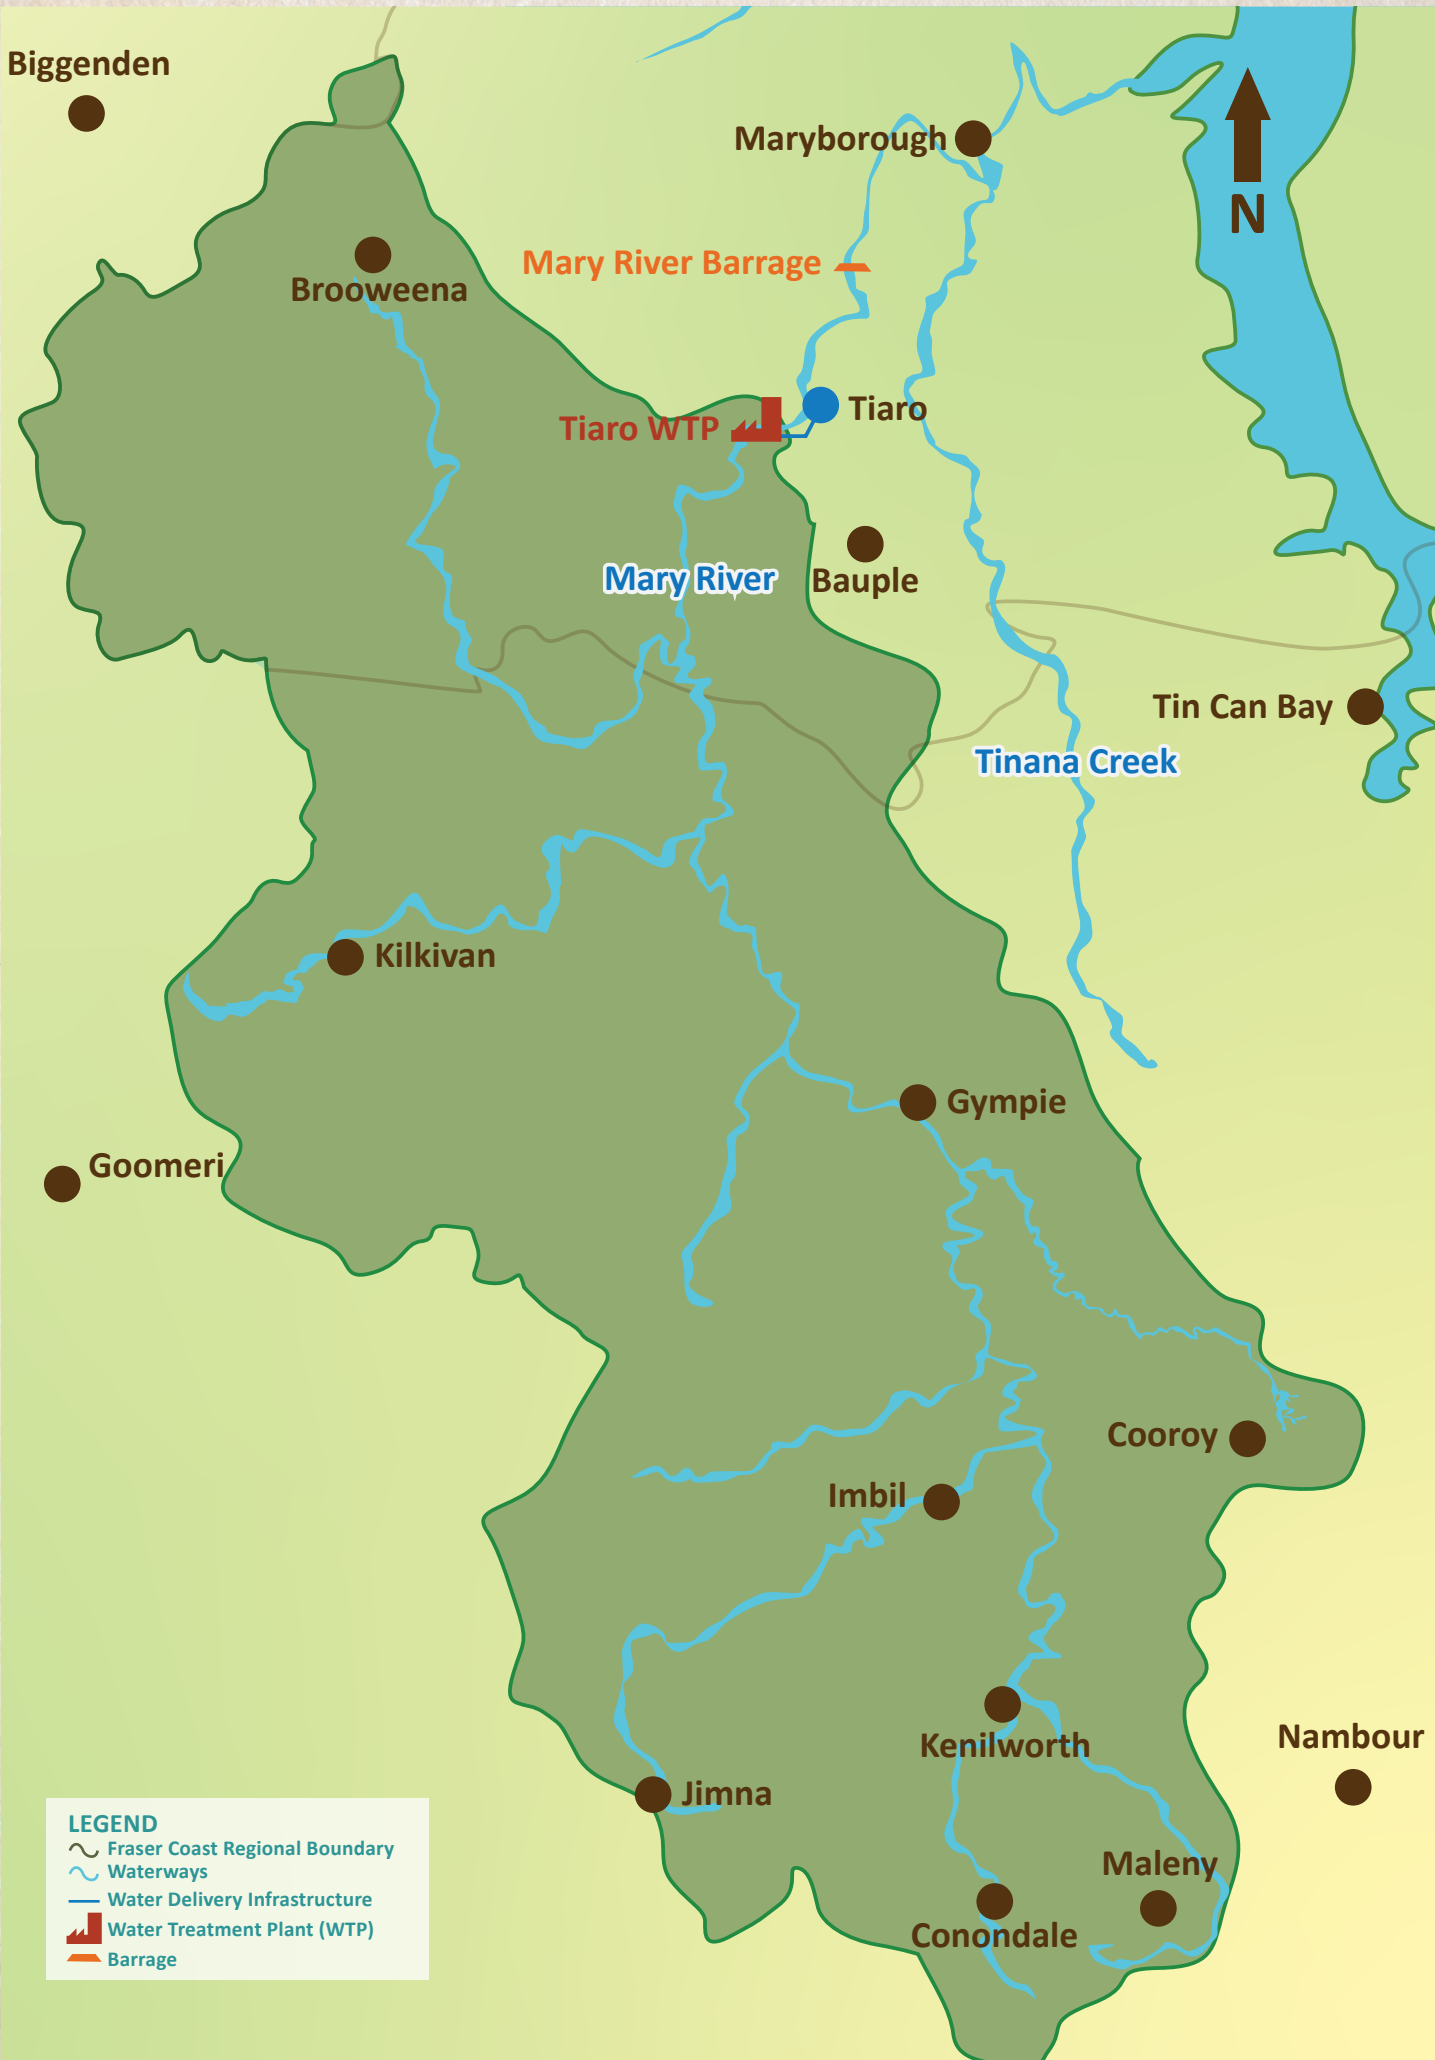 Biggenden
Maryborough
N
Mary River Barrage
Brooweena
Tiaro
Tiaro WTP
Mary River
Bauple
Tin Can Bay
Tinana Creek
Kilkivan
Gympie
Goomeri
Cooroy
Imbil
Nambour
Kenilworth
Jimna
Maleny
Conondale
LEGEND
Fraser Coast Regional Boundary
Waterways
Water Delivery Infrastructure
Water Treatment Plant (WTP)
Barrage